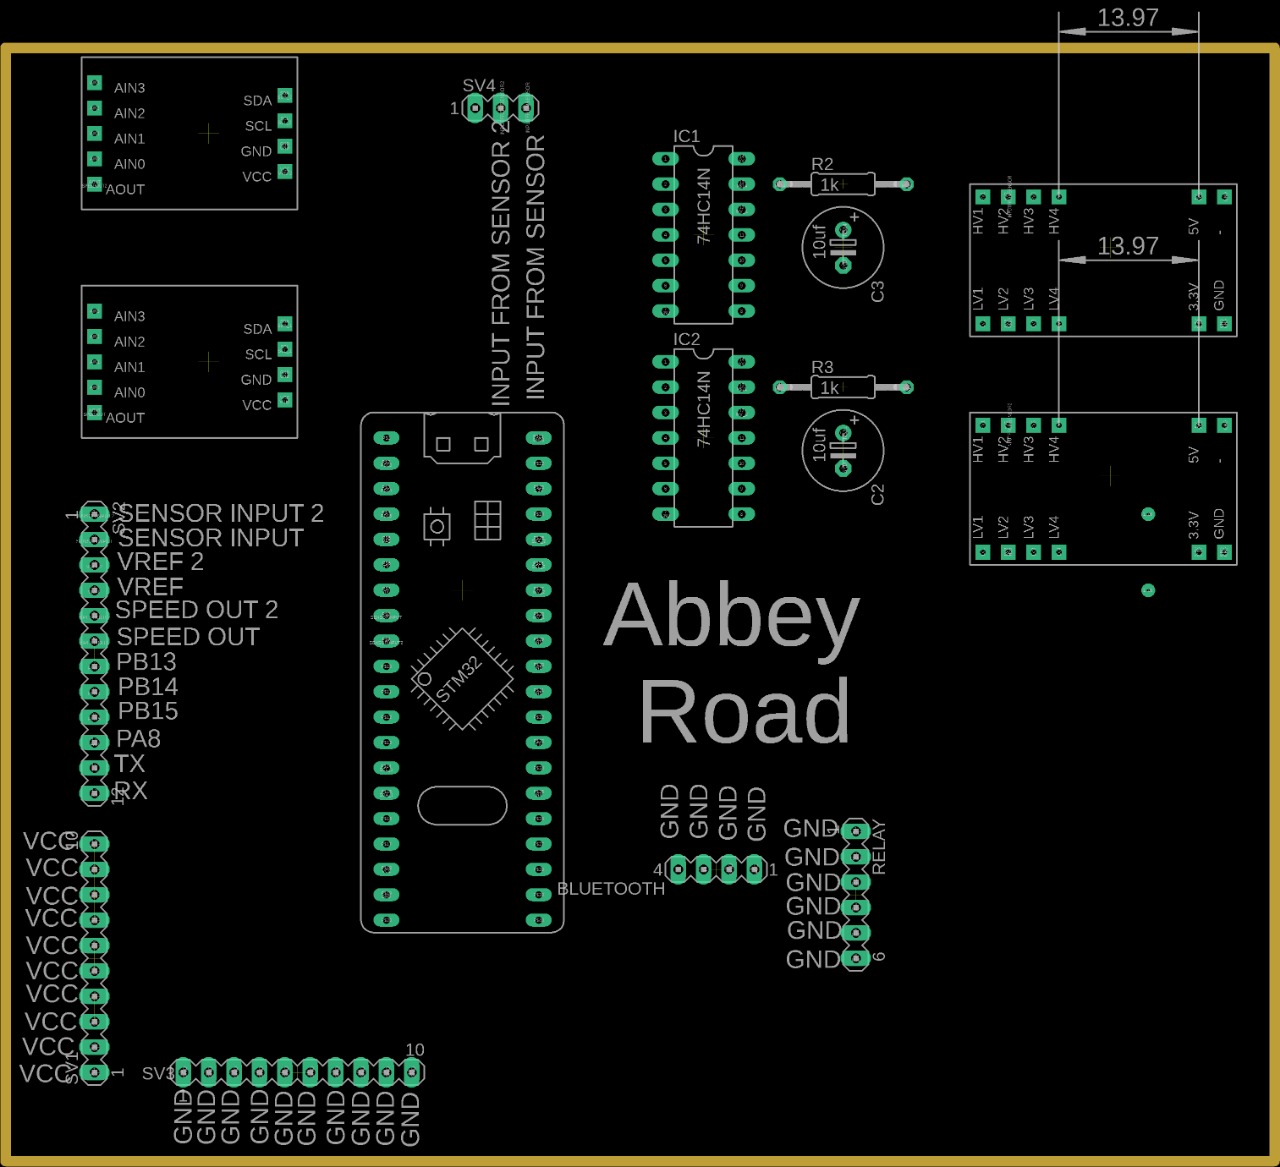 13.97
AIN3
AIN2
AIN1
AIN0
AOUT
SDA
SCL
GND
VCC
SV4
1
INPUT FROM SENSOR 2
INPUT FROM SENSOR
IC1
74HC14N
R2
1k
10uf
+
C3
HV1
HV2
HV3
HV4
5V
-
13.97
LV1
LV2
LV3
LV4
3.3V
GND
AIN3
AIN2
AIN1
AIN0
AOUT
SDA
SCL
GND
VCC
IC2
74HC14N
R3
1k
10uf
+
C2
HV1
HV2
HV3
HV4
5V
-
LV1
LV2
LV3
LV4
3.3V
GND
1
SV2
SENSOR INPUT 2
SENSOR INPUT
VREF 2
VREF
SPEED OUT 2
SPEED OUT
PB13
PB14
PB15
PA8
TX
RX
12
STM32
Abbey
Road
VCC
10
VCC
VCC
VCC
VCC
VCC
VCC
VCC
VCC
VCC
SV1
1
GND
GND
GND
GND
4
1
BLUETOOTH
GND
1
RELAY
GND
GND
GND
GND
GND
6
SV3
10
1
GND
GND
GND
GND
GND
GND
GND
GND
GND
GND